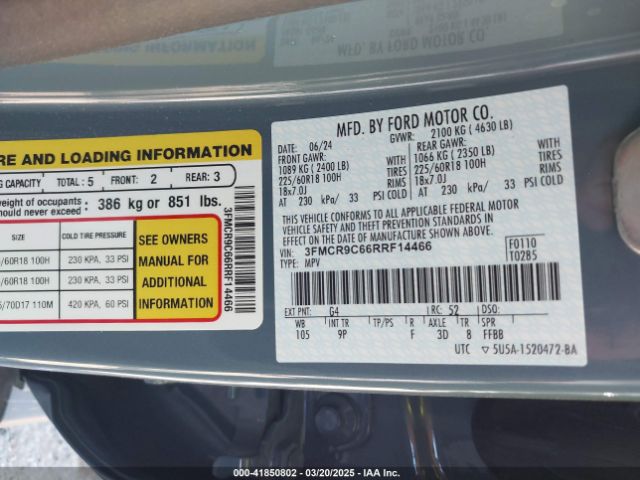 RE AND LOADING INFORMATION
G CAPACITY TOTAL: 5 FRONT: 2 REAR: 3
weight of occupants
hould never exceed: 386 kg or 851 lbs.
SIZE COLD TIRE PRESSURE
/60R18 100H 230 KPA, 33 PSI
/60R18 100H 230 KPA, 33 PSI
/70D17 110M 420 KPA, 60 PSI
SEE OWNERS
MANUAL FOR
ADDITIONAL
INFORMATION
3FMCR9C66RRF14466
MFD. BY FORD MOTOR CO.
DATE: 06/24 GVWR: 2100 KG ( 4630 LB)
FRONT GAWR: REAR GAWR:
1089 KG ( 2400 LB) WITH 1066 KG ( 2350 LB) WITH
225/60R18 100H TIRES 225/60R18 100H TIRES
18x7.0J RIMS 18x7.0J RIMS
AT 230 kPa/ 33 PSI COLD AT 230 kPa/ 33 PSI COLD
THIS VEHICLE CONFORMS TO ALL APPLICABLE FEDERAL MOTOR
VEHICLE SAFETY AND THEFT PREVENTION STANDARDS IN EFFECT
ON THE DATE OF MANUFACTURE SHOWN ABOVE.
VIN: 3FMCR9C66RRF14466 F0110
TYPE: MPV T02B5
EXT PNT: G4 RC: 52 DSO:
WB INT TR TP/PS R AXLE TR SPR
105 9P F 3D 8 FFBB
UTC ▽ 5U5A-1520472-BA
000-41850802 - 03/20/2025 - IAA, Inc.